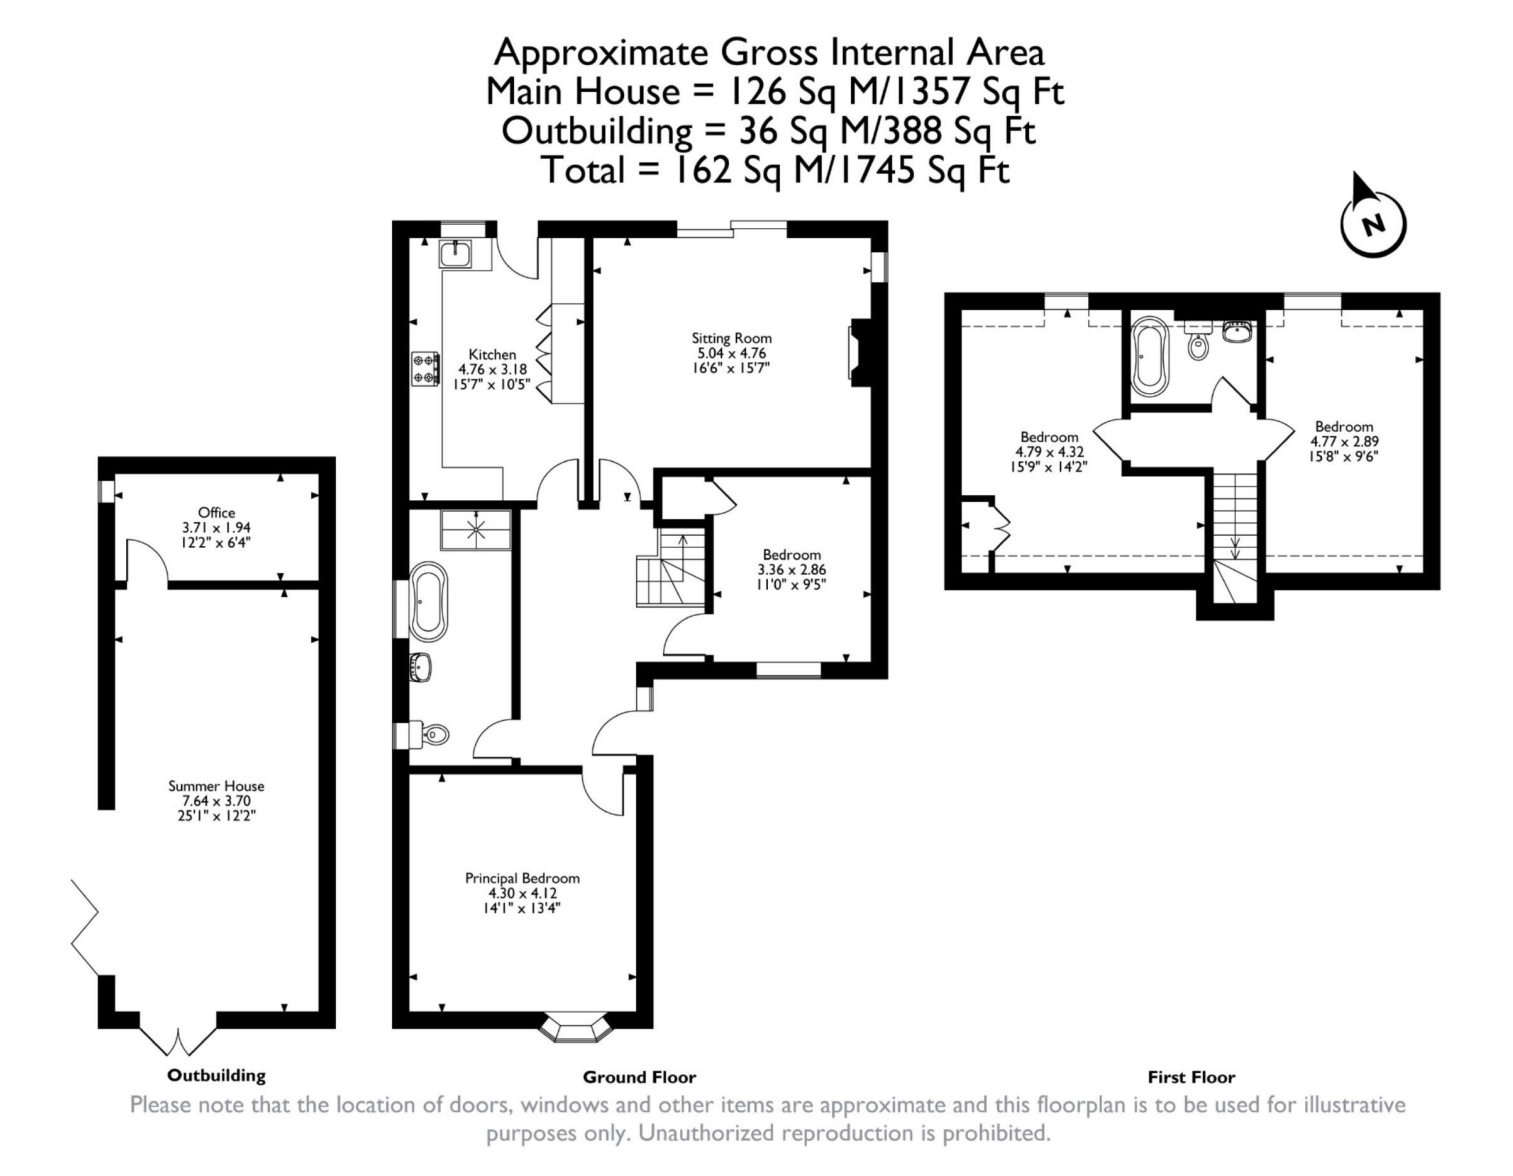 Approximate Gross Internal Area
Main House = 126 Sq M/1357 Sq Ft
Outbuilding = 36 Sq M/388 Sq Ft
Total = 162 Sq M/1745 Sq Ft
N
Kitchen
4.76 x 3.18
15'7" x 10'5"
Sitting Room
5.04 x 4.76
16'6" x 15'7"
Bedroom
4.79 x 4.32
15'9" x 14'2"
Bedroom
4.77 x 2.89
15'8" x 9'6"
Office
3.71 x 1.94
12'2" x 6'4"
Bedroom
3.36 x 2.86
11'0" x 9'5"
Summer House
7.64 x 3.70
25'1" x 12'2"
Principal Bedroom
4.30 x 4.12
14'1" x 13'4"
Outbuilding
Ground Floor
First Floor
Please note that the location of doors, windows and other items are approximate and this floorplan is to be used for illustrative
purposes only. Unauthorized reproduction is prohibited.